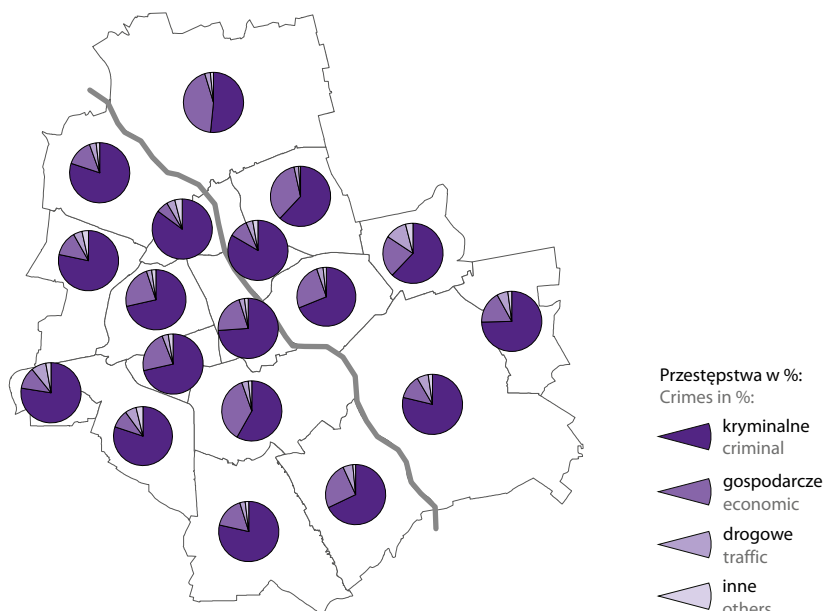 Przestępstwa w %:
Crimes in %:
kryminalne
criminal
gospodarcze
economic
drogowe
traffic
inne
others